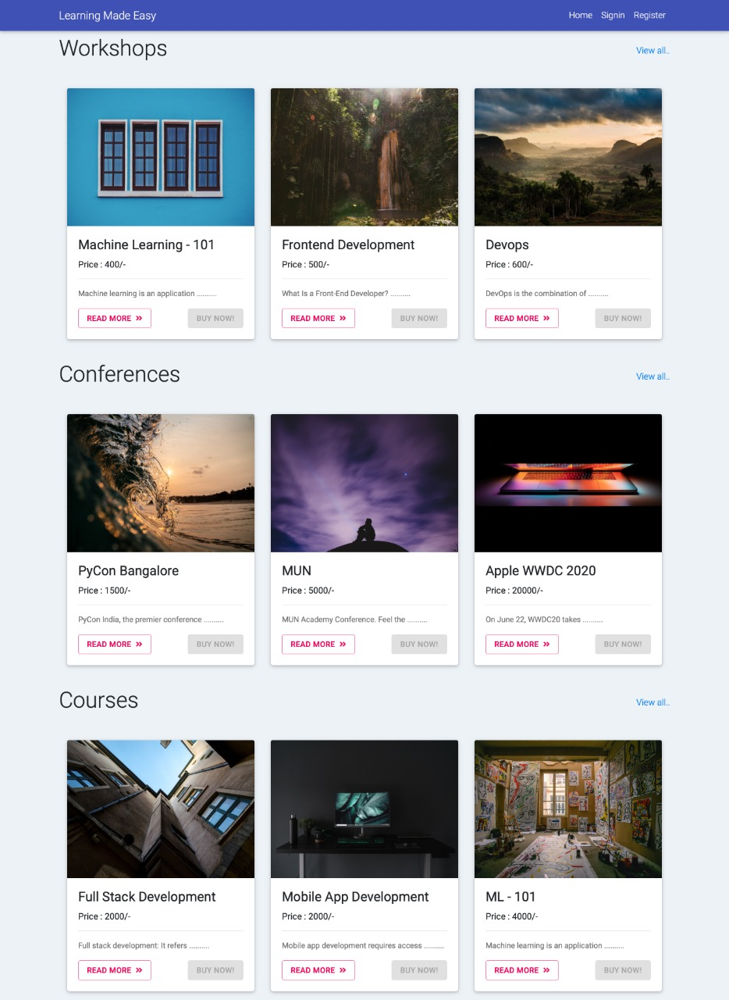 Learning Made Easy
Home Signin Register
Workshops
View all..
Machine Learning - 101
Price : 400/-
Machine learning is an application ..........
READ MORE »
BUY NOW!
Frontend Development
Price : 500/-
What Is a Front-End Developer? ..........
READ MORE »
BUY NOW!
Devops
Price : 600/-
DevOps is the combination of ..........
READ MORE »
BUY NOW!
Conferences
View all..
PyCon Bangalore
Price : 1500/-
PyCon India, the premier conference ..........
READ MORE »
BUY NOW!
MUN
Price : 5000/-
MUN Academy Conference. Feel the ..........
READ MORE »
BUY NOW!
Apple WWDC 2020
Price : 20000/-
On June 22, WWDC20 takes ..........
READ MORE »
BUY NOW!
Courses
View all..
Full Stack Development
Price : 2000/-
Full stack development: It refers ..........
READ MORE »
BUY NOW!
Mobile App Development
Price : 2000/-
Mobile app development requires access ..........
READ MORE »
BUY NOW!
ML - 101
Price : 4000/-
Machine learning is an application ..........
READ MORE »
BUY NOW!